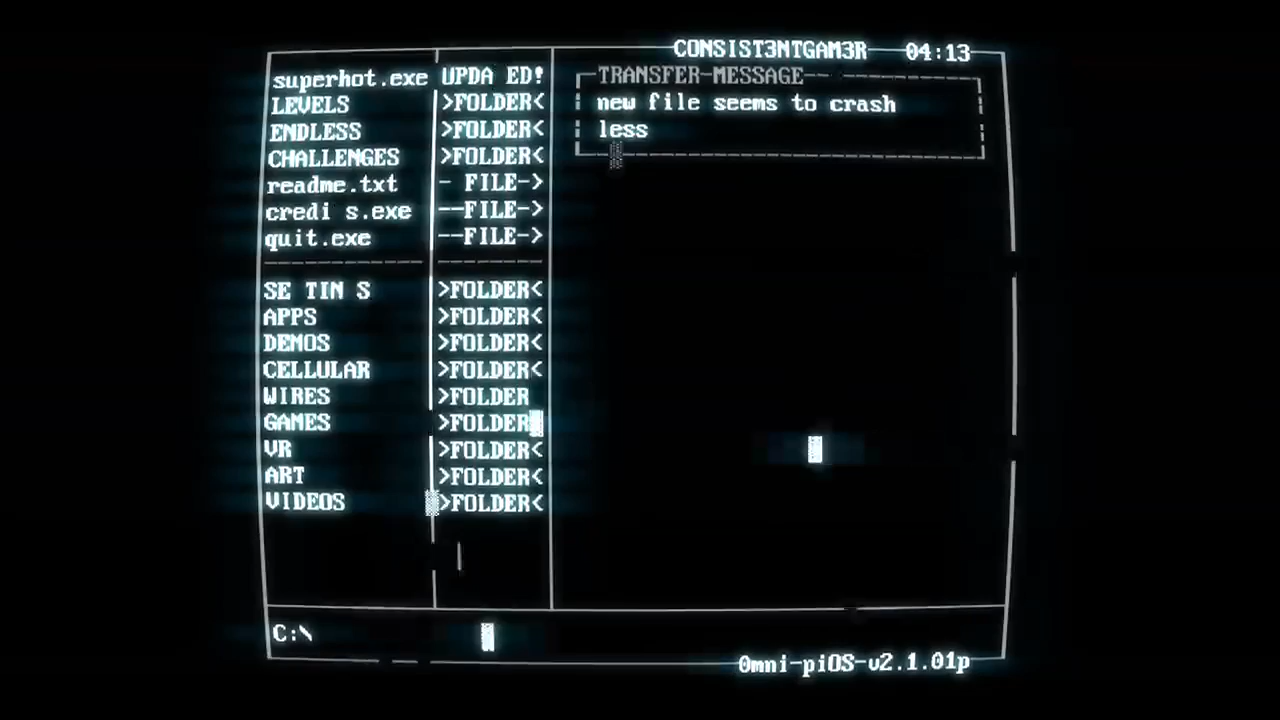 CONSIST3NTGAM3R 04:13
superhot.exe UPDA ED!
LEVELS >FOLDER<
ENDLESS >FOLDER<
CHALLENGES >FOLDER<
readme.txt - FILE->
credi s.exe --FILE->
quit.exe --FILE->
SE TIN S >FOLDER<
APPS >FOLDER<
DEMOS >FOLDER<
CELLULAR >FOLDER<
WIRES >FOLDER
GAMES >FOLDER
VR >FOLDER<
ART >FOLDER<
VIDEOS >FOLDER<
TRANSFER-MESSAGE
new file seems to crash
less
C:\
0mni-piOS-v2.1.01p